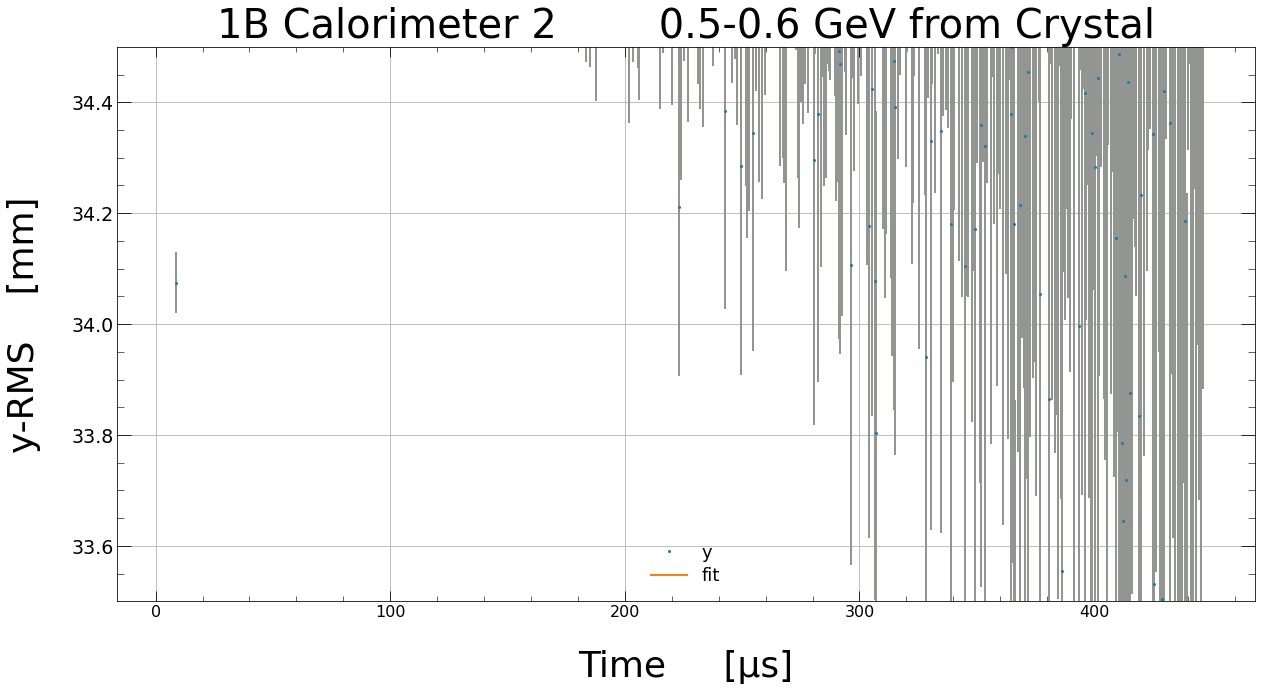 1B Calorimeter 2 0.5-0.6 GeV from Crystal
y-RMS [mm]
34.4
34.2
34.0
33.8
33.6
y
fit
0 100 200 300 400
Time [μs]